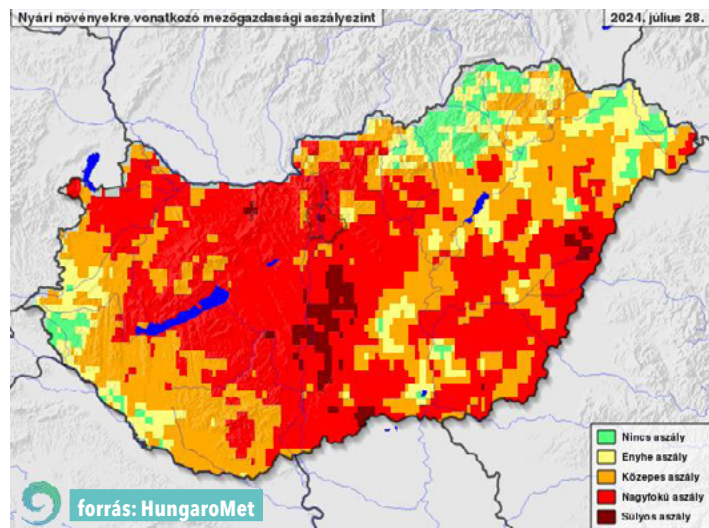 Nyári növényekre vonatkozó mezőgazdasági aszályszint
2024, július 28.
Nincs aszály
Enyhe aszály
Közepes aszály
Nagyfokú aszály
Súlyos aszály
forrás: HungaroMet